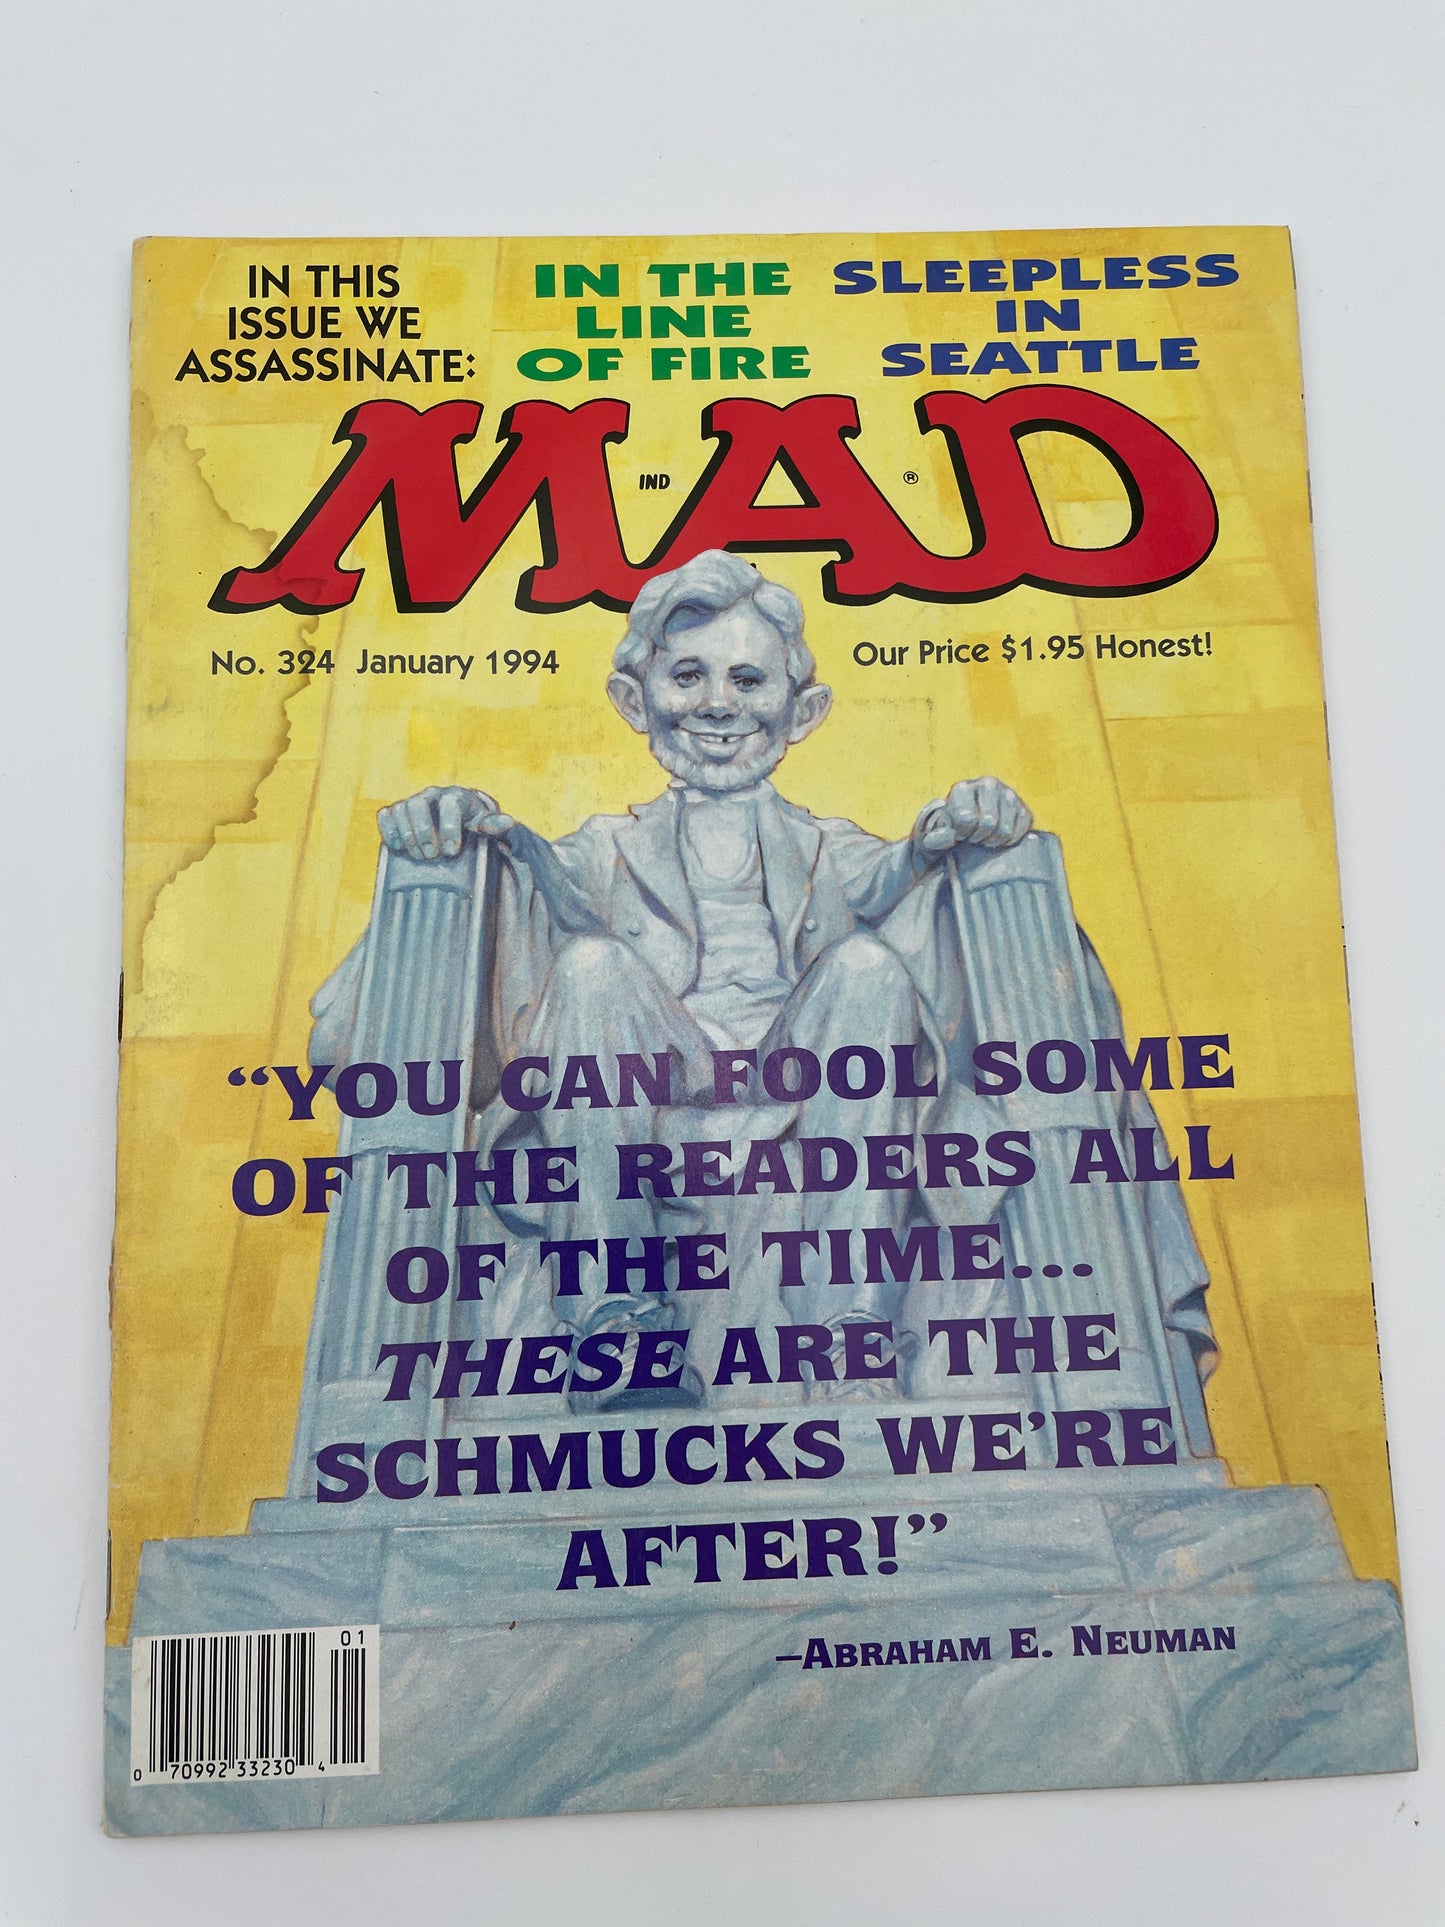 IN THIS
ISSUE WE
ASSASSINATE:
IN THE
LINE
OF FIRE
SLEEPLESS
IN
SEATTLE
MAD
IND
®
No. 324 January 1994
Our Price $1.95 Honest!
“YOU CAN FOOL SOME
OF THE READERS ALL
OF THE TIME...
THESE ARE THE
SCHMUCKS WE’RE
AFTER!”
–ABRAHAM E. NEUMAN
01
0 70992 33230 4